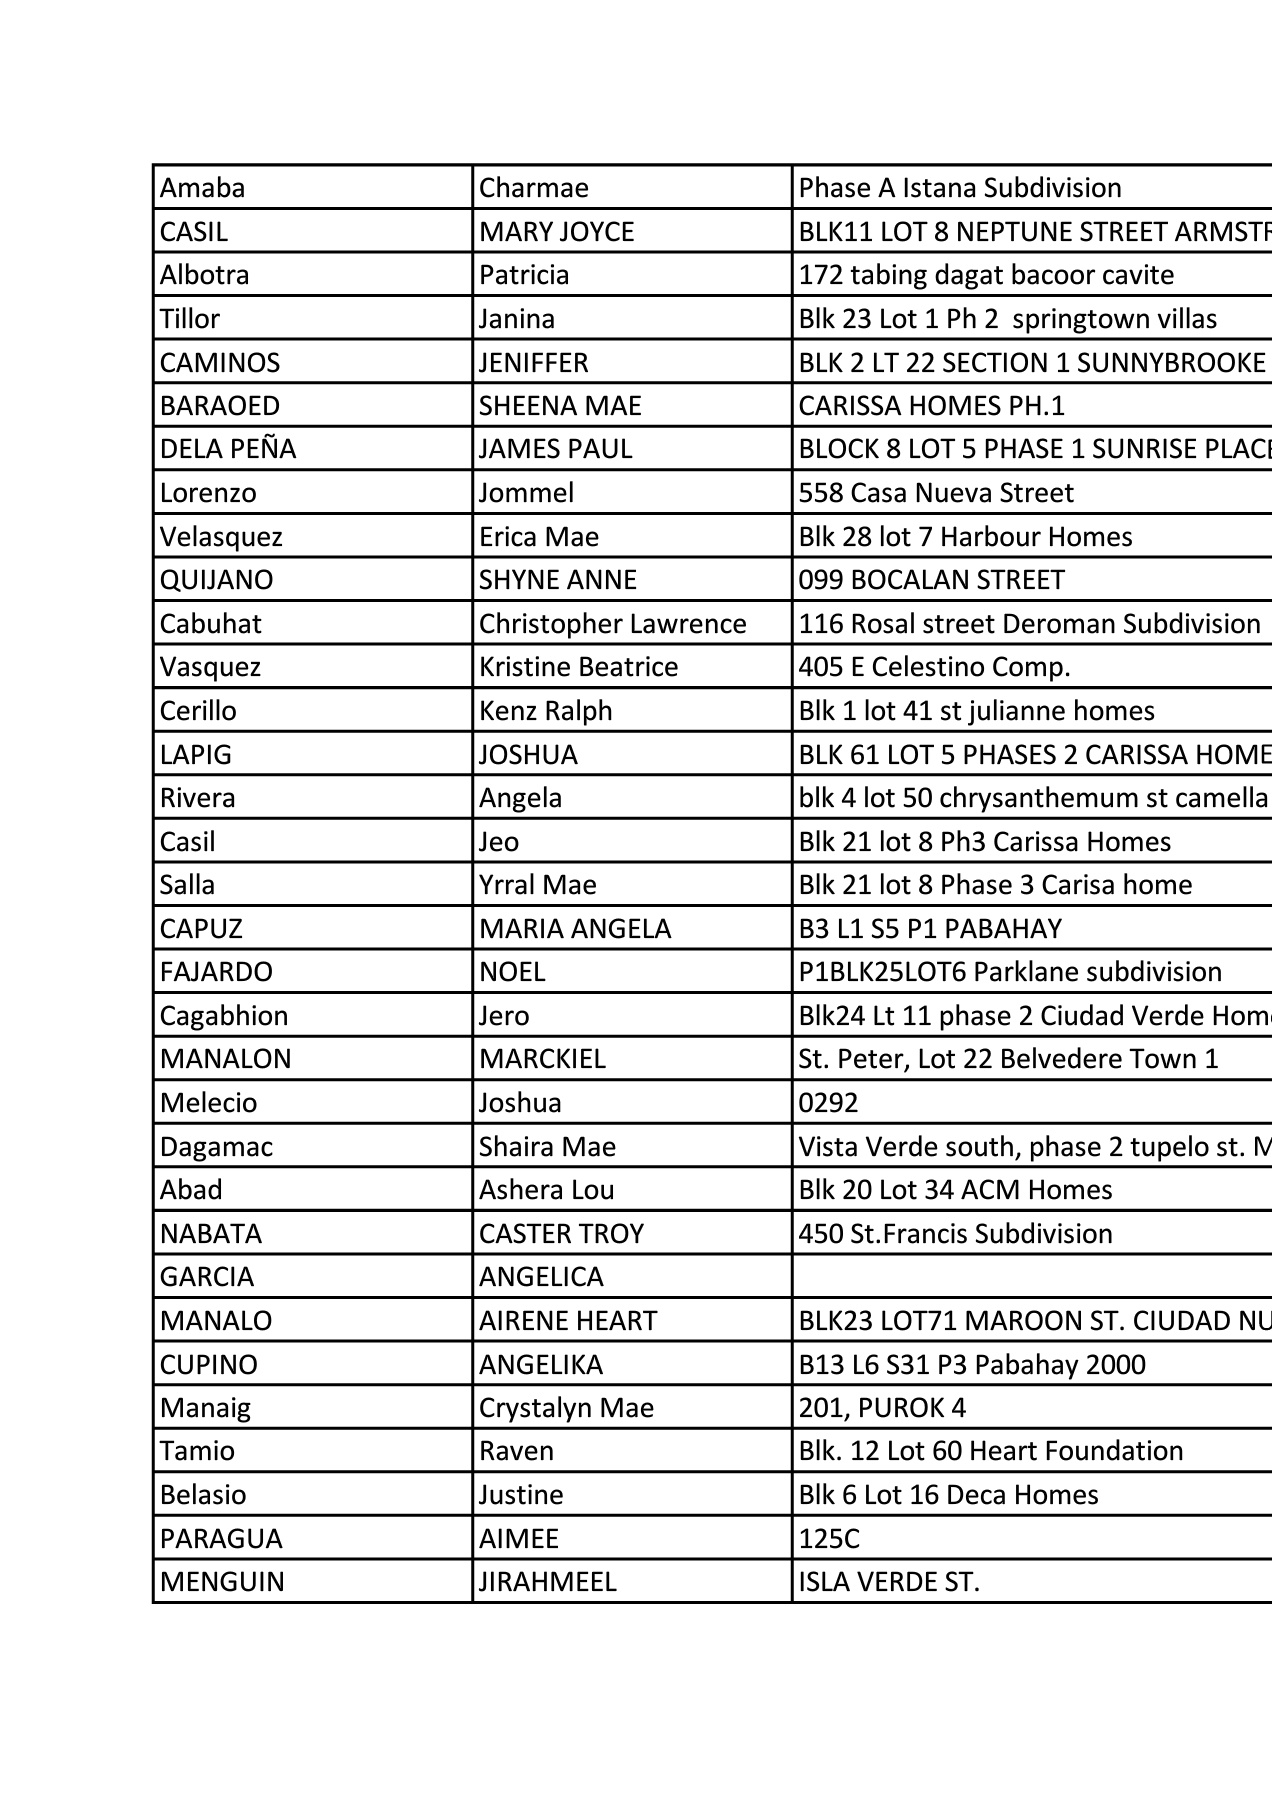 Amaba Charmae Phase A Istana Subdivision
CASIL MARY JOYCE BLK11 LOT 8 NEPTUNE STREET ARMSTR
Albotra Patricia 172 tabing dagat bacoor cavite
Tillor Janina Blk 23 Lot 1 Ph 2  springtown villas
CAMINOS JENIFFER BLK 2 LT 22 SECTION 1 SUNNYBROOKE
BARAOED SHEENA MAE CARISSA HOMES PH.1
DELA PEÑA JAMES PAUL BLOCK 8 LOT 5 PHASE 1 SUNRISE PLACE
Lorenzo Jommel 558 Casa Nueva Street
Velasquez Erica Mae Blk 28 lot 7 Harbour Homes
QUIJANO SHYNE ANNE 099 BOCALAN STREET
Cabuhat Christopher Lawrence 116 Rosal street Deroman Subdivision
Vasquez Kristine Beatrice 405 E Celestino Comp.
Cerillo Kenz Ralph Blk 1 lot 41 st julianne homes
LAPIG JOSHUA BLK 61 LOT 5 PHASES 2 CARISSA HOME
Rivera Angela blk 4 lot 50 chrysanthemum st camella
Casil Jeo Blk 21 lot 8 Ph3 Carissa Homes
Salla Yrral Mae Blk 21 lot 8 Phase 3 Carisa home
CAPUZ MARIA ANGELA B3 L1 S5 P1 PABAHAY
FAJARDO NOEL P1BLK25LOT6 Parklane subdivision
Cagabhion Jero Blk24 Lt 11 phase 2 Ciudad Verde Home
MANALON MARCKIEL St. Peter, Lot 22 Belvedere Town 1
Melecio Joshua 0292
Dagamac Shaira Mae Vista Verde south, phase 2 tupelo st. M
Abad Ashera Lou Blk 20 Lot 34 ACM Homes
NABATA CASTER TROY 450 St.Francis Subdivision
GARCIA ANGELICA
MANALO AIRENE HEART BLK23 LOT71 MAROON ST. CIUDAD NU
CUPINO ANGELIKA B13 L6 S31 P3 Pabahay 2000
Manaig Crystalyn Mae 201, PUROK 4
Tamio Raven Blk. 12 Lot 60 Heart Foundation
Belasio Justine Blk 6 Lot 16 Deca Homes
PARAGUA AIMEE 125C
MENGUIN JIRAHMEEL ISLA VERDE ST.